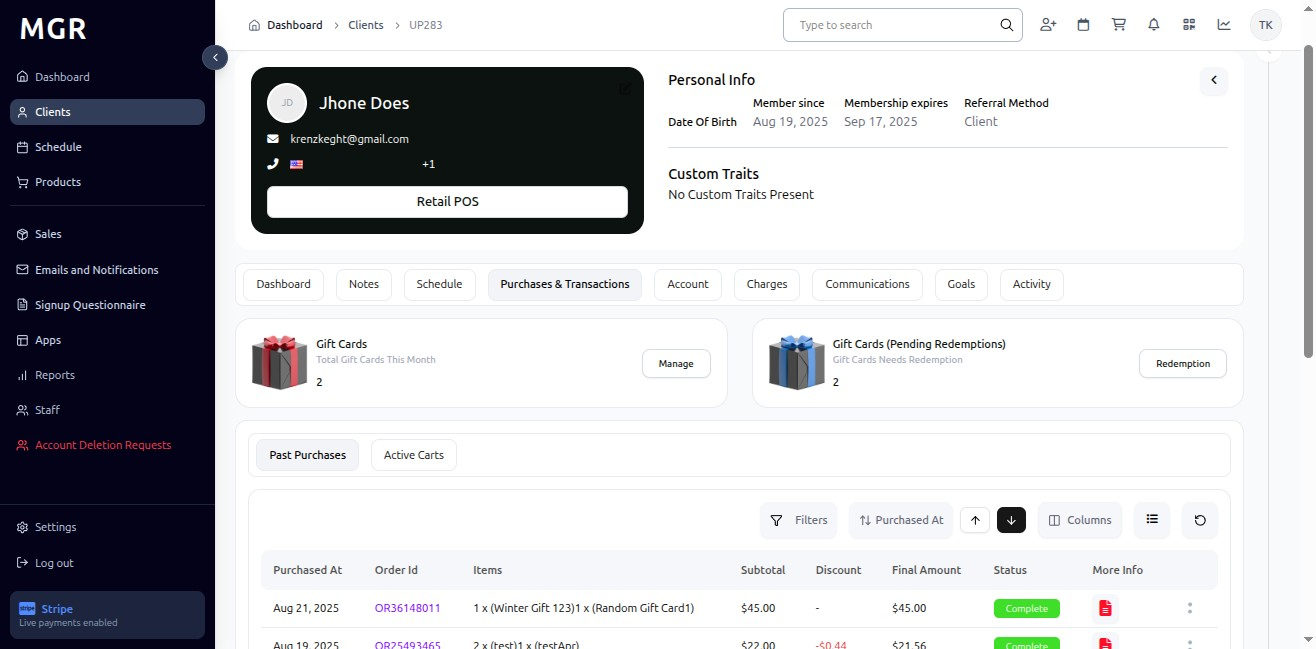 MGR
Dashboard
Clients
Schedule
Products
Sales
Emails and Notifications
Signup Questionnaire
Apps
Reports
Staff
Account Deletion Requests
Settings
Log out
stripe Stripe
Live payments enabled
Dashboard > Clients > UP283
Type to search
TK
JD Jhone Does
krenzkeght@gmail.com
+1
Retail POS
Personal Info
Date Of Birth
Member since
Aug 19, 2025
Membership expires
Sep 17, 2025
Referral Method
Client
Custom Traits
No Custom Traits Present
Dashboard Notes Schedule Purchases & Transactions Account Charges Communications Goals Activity
Gift Cards
Total Gift Cards This Month
2
Manage
Gift Cards (Pending Redemptions)
Gift Cards Needs Redemption
2
Redemption
Past Purchases Active Carts
Filters Purchased At Columns
Purchased At Order Id Items Subtotal Discount Final Amount Status More Info
Aug 21, 2025 OR36148011 1 x (Winter Gift 123)1 x (Random Gift Card1) $45.00 - $45.00 Complete
Aug 19, 2025 OR25493465 2 x (test)1 x (testApr) $22.00 -$0.44 $21.56 Complete